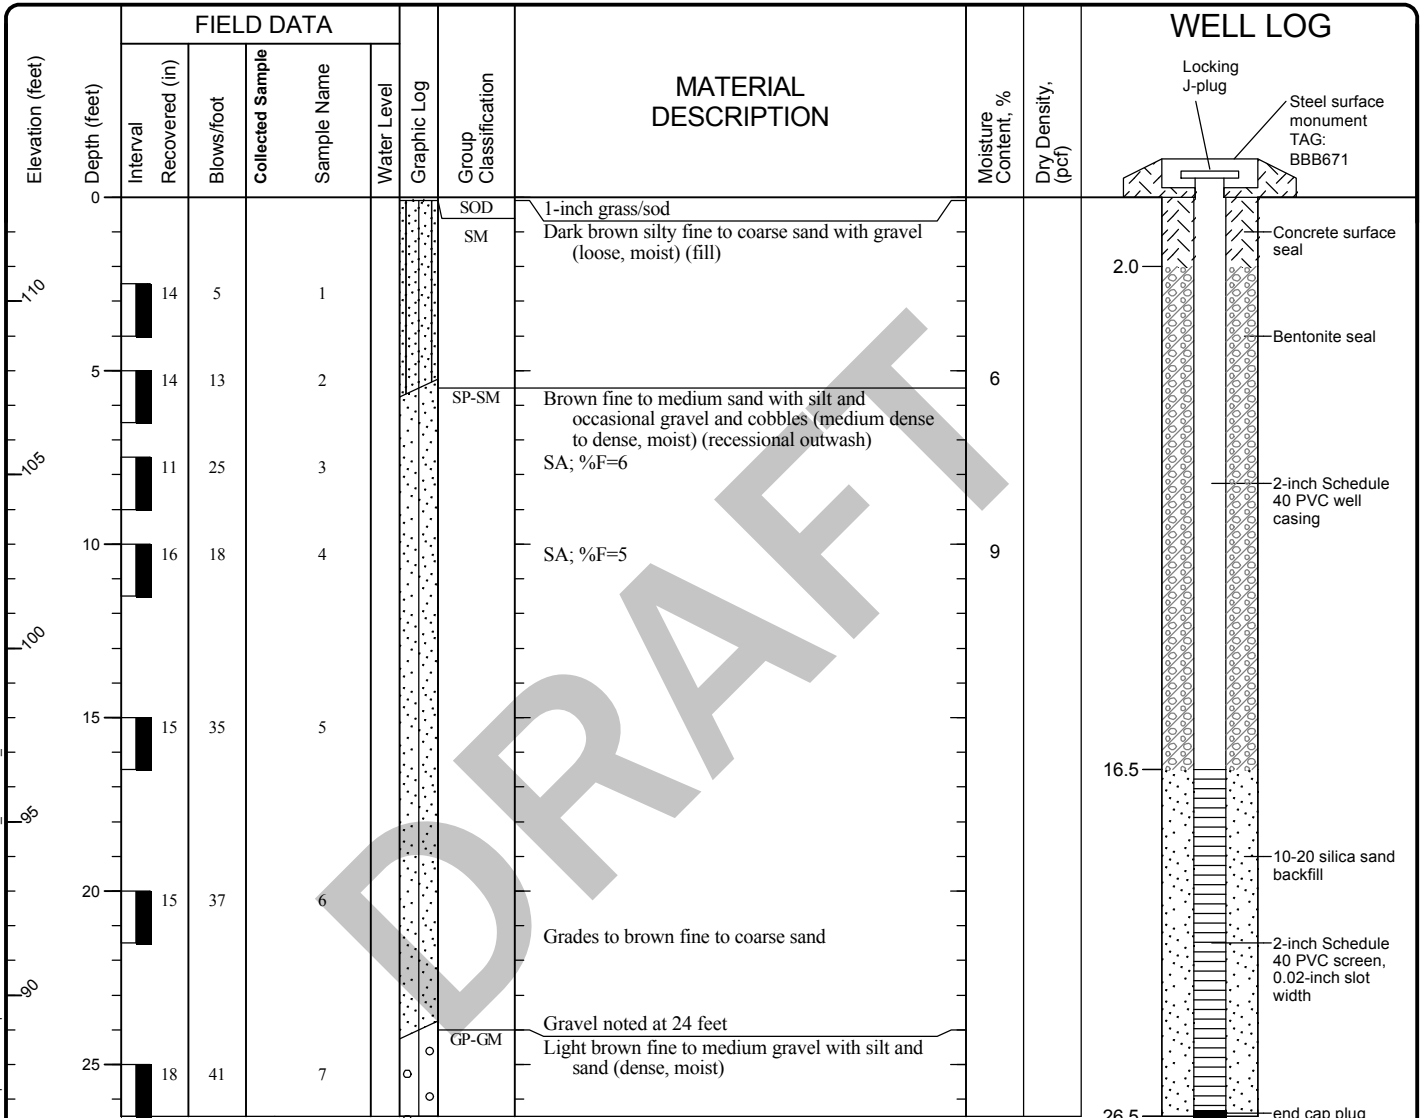 FIELD DATA
WELL LOG
Elevation (feet)
Depth (feet)
Interval
Recovered (in)
Blows/foot
Collected Sample
Sample Name
Water Level
Graphic Log
Group
Classification
MATERIAL
DESCRIPTION
Moisture
Content, %
Dry Density,
(pcf)
Locking
J-plug
Steel surface
monument
TAG:
BBB671
0
SOD
1-inch grass/sod
SM
Dark brown silty fine to coarse sand with gravel
(loose, moist) (fill)
Concrete surface
seal
2.0
110
14 5 1
Bentonite seal
5
14 13 2
6
SP-SM
Brown fine to medium sand with silt and
occasional gravel and cobbles (medium dense
to dense, moist) (recessional outwash)
105
11 25 3
SA; %F=6
2-inch Schedule
40 PVC well
casing
10
16 18 4
SA; %F=5
9
100
15
15 35 5
16.5
95
10-20 silica sand
backfill
20
15 37 6
Grades to brown fine to coarse sand
2-inch Schedule
40 PVC screen,
0.02-inch slot
width
90
Gravel noted at 24 feet
GP-GM
Light brown fine to medium gravel with silt and
sand (dense, moist)
25
18 41 7
26.5
end cap plug
DRAFT